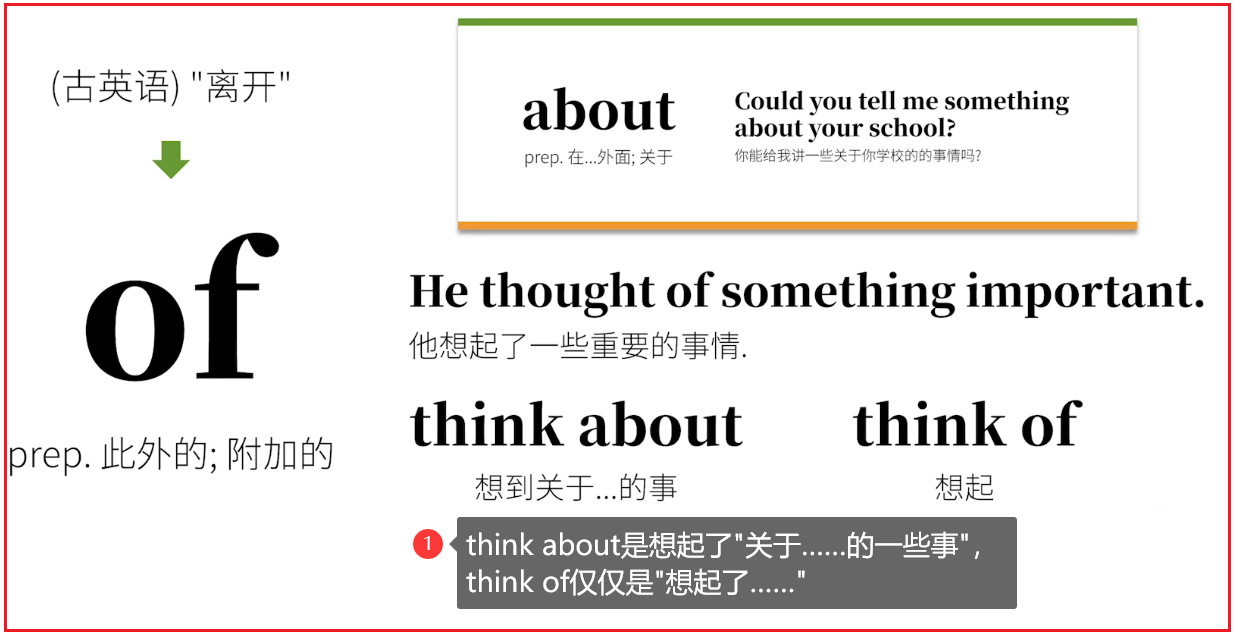 (古英语) "离开"
of
prep. 此外的; 附加的
about
prep. 在...外面; 关于
Could you tell me something
about your school?
你能给我讲一些关于你学校的的事情吗?
He thought of something important.
他想起了一些重要的事情.
think about
想到关于...的事
think of
想起
1
think about是想起了"关于......的一些事",
think of仅仅是"想起了......"